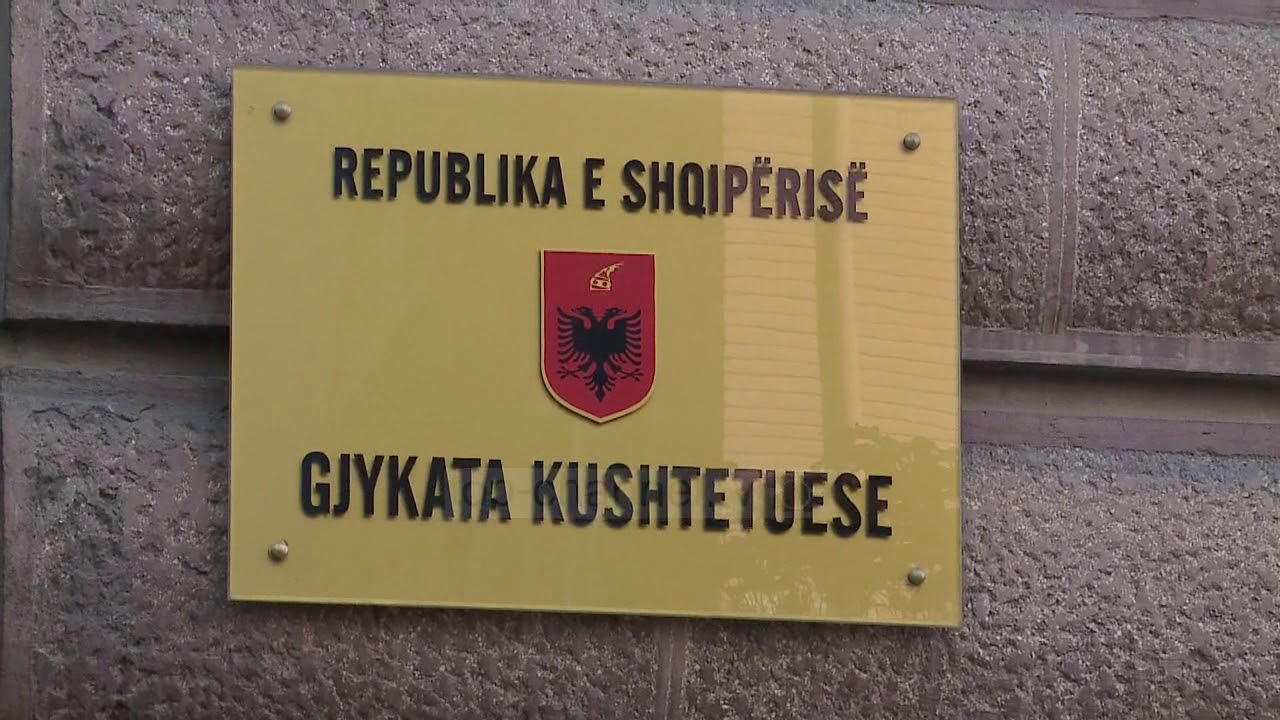 REPUBLIKA E SHQIPËRISË
GJYKATA KUSHTETUESE